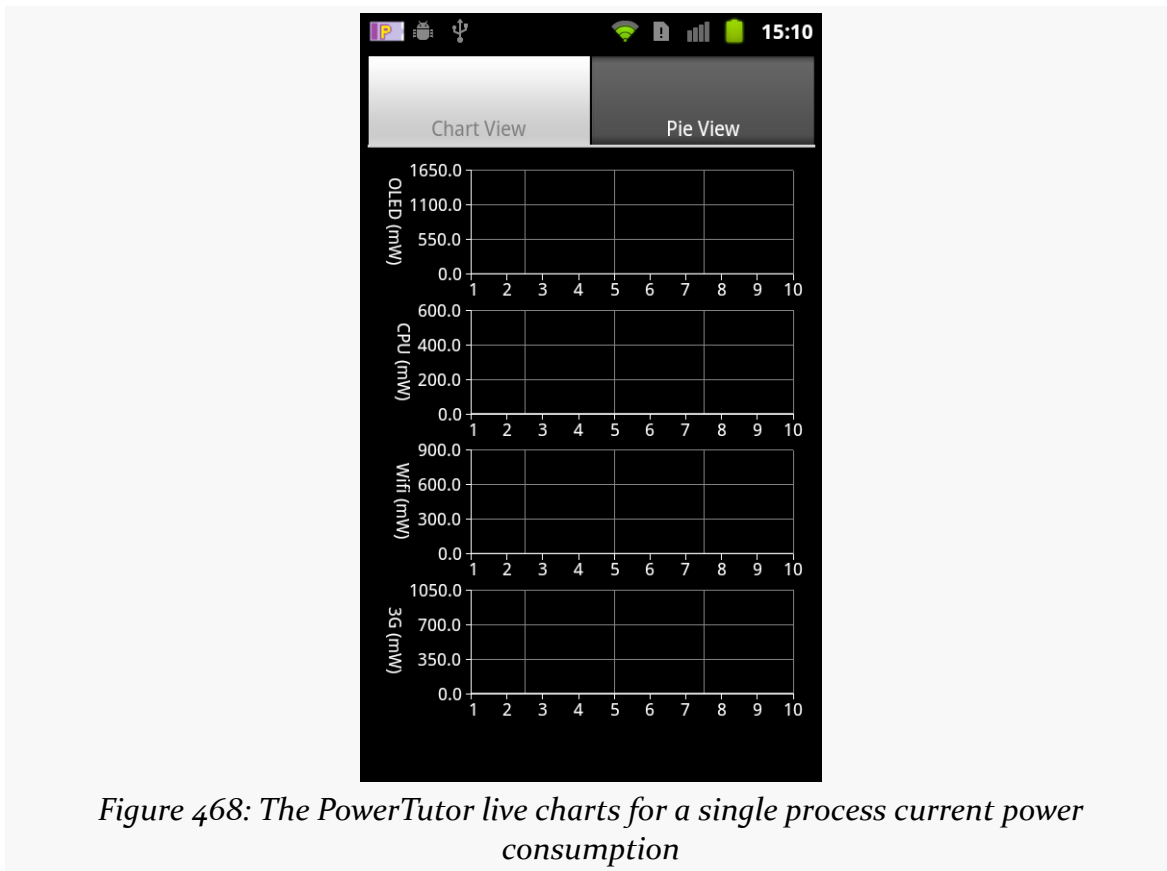 P
15:10
Chart View Pie View
1650.0
1100.0
550.0
0.0
OLED (mW)
1 2 3 4 5 6 7 8 9 10
600.0
400.0
200.0
0.0
CPU (mW)
1 2 3 4 5 6 7 8 9 10
900.0
600.0
300.0
0.0
Wifi (mW)
1 2 3 4 5 6 7 8 9 10
1050.0
700.0
350.0
0.0
3G (mW)
1 2 3 4 5 6 7 8 9 10
Figure 468: The PowerTutor live charts for a single process current power
consumption